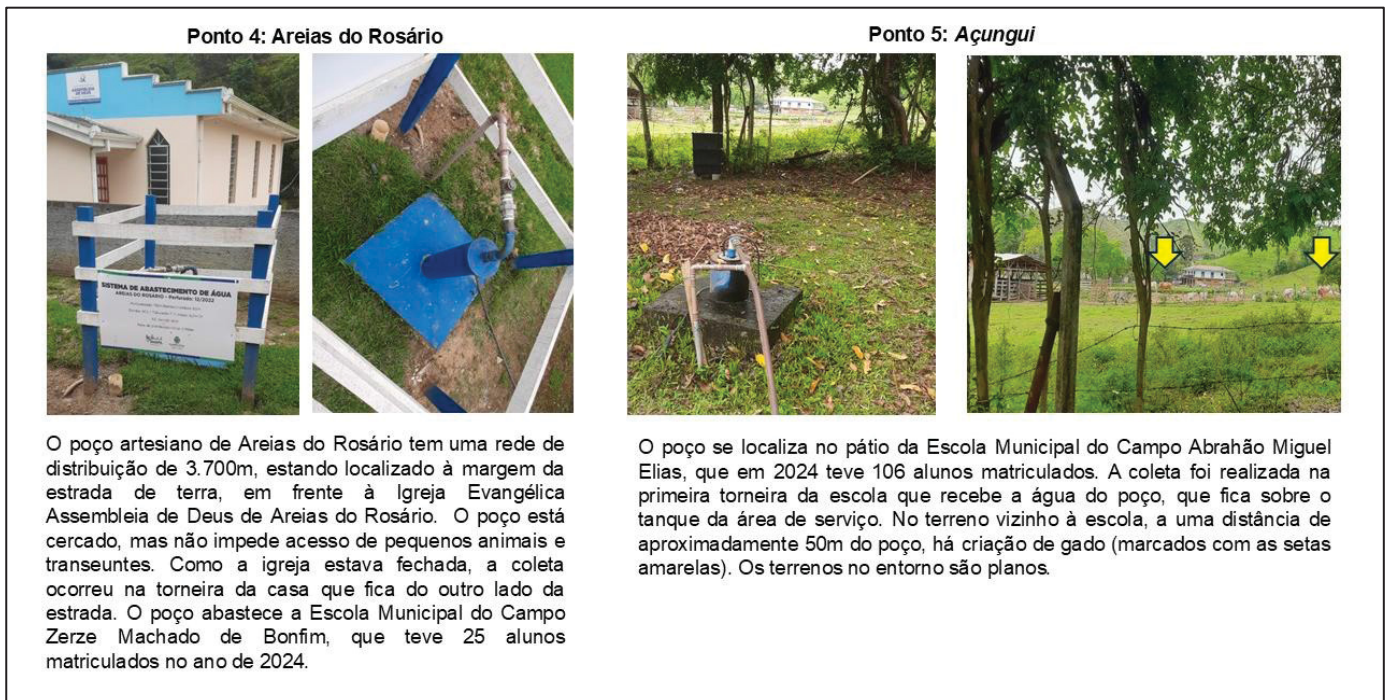 Ponto 4: Areias do Rosário
ASSEMBLEIA
DE DEUS
SISTEMA DE ABASTECIMENTO DE ÁGUA
AREIAS DO ROSÁRIO - Perfurado: 12/2022
O poço artesiano de Areias do Rosário tem uma rede de
distribuição de 3.700m, estando localizado à margem da
estrada de terra, em frente à Igreja Evangélica
Assembleia de Deus de Areias do Rosário. O poço está
cercado, mas não impede acesso de pequenos animais e
transeuntes. Como a igreja estava fechada, a coleta
ocorreu na torneira da casa que fica do outro lado da
estrada. O poço abastece a Escola Municipal do Campo
Zerze Machado de Bonfim, que teve 25 alunos
matriculados no ano de 2024.
Ponto 5: Açungui
O poço se localiza no pátio da Escola Municipal do Campo Abrahão Miguel
Elias, que em 2024 teve 106 alunos matriculados. A coleta foi realizada na
primeira torneira da escola que recebe a água do poço, que fica sobre o
tanque da área de serviço. No terreno vizinho à escola, a uma distância de
aproximadamente 50m do poço, há criação de gado (marcados com as setas
amarelas). Os terrenos no entorno são planos.